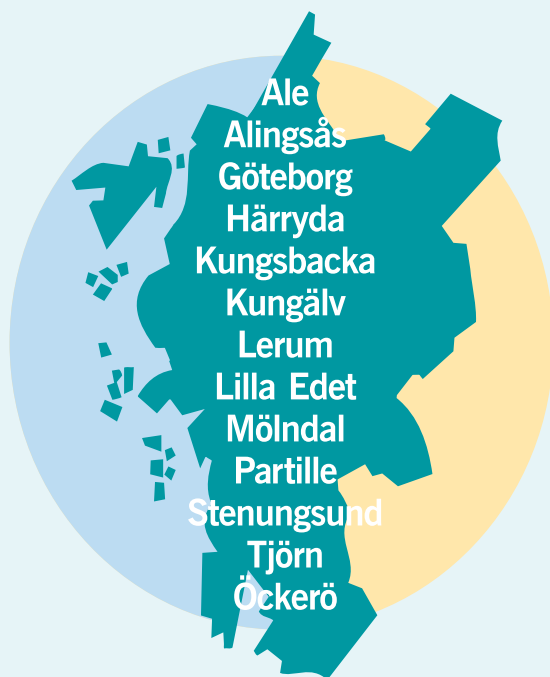 Ale
Alingsås
Göteborg
Härryda
Kungsbacka
Kungälv
Lerum
Lilla Edet
Mölndal
Partille
Stenungsund
Tjörn
Öckerö